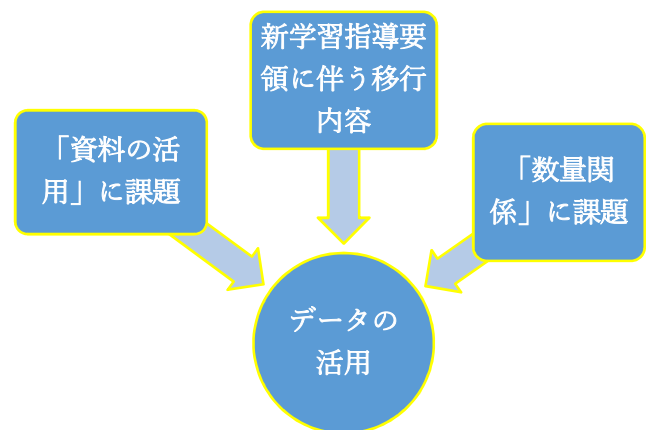 新学習指導要
領に伴う移行
内容
「資料の活
用」に課題
「数量関
係」に課題
データの
活用